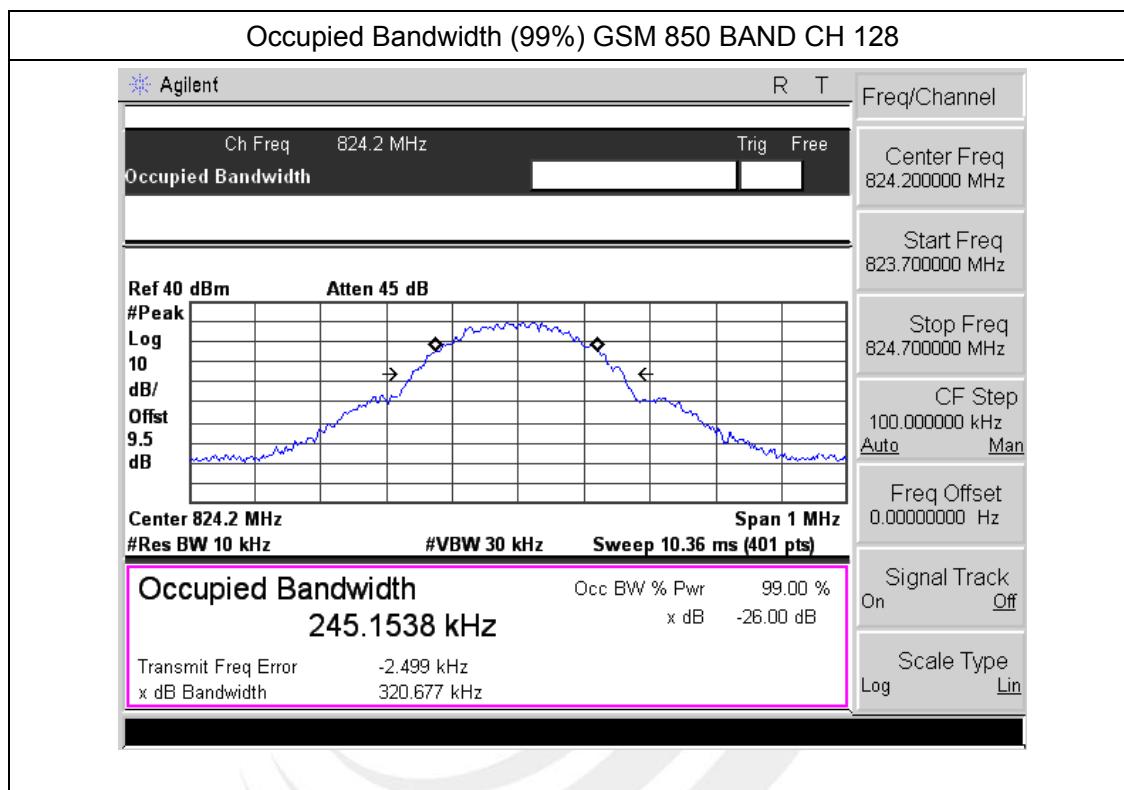 Occupied Bandwidth (99%) GSM 850 BAND CH 128
Agilent R T
Ch Freq 824.2 MHz Trig Free
Occupied Bandwidth
Ref 40 dBm Atten 45 dB
#Peak
Log
10
dB/
Offst
9.5
dB
Center 824.2 MHz Span 1 MHz
#Res BW 10 kHz #VBW 30 kHz Sweep 10.36 ms (401 pts)
Occupied Bandwidth Occ BW % Pwr 99.00 %
245.1538 kHz x dB -26.00 dB
Transmit Freq Error -2.499 kHz
x dB Bandwidth 320.677 kHz
Freq/Channel
Center Freq
824.200000 MHz
Start Freq
823.700000 MHz
Stop Freq
824.700000 MHz
CF Step
100.000000 kHz
Auto Man
Freq Offset
0.00000000 Hz
Signal Track
On Off
Scale Type
Log Lin